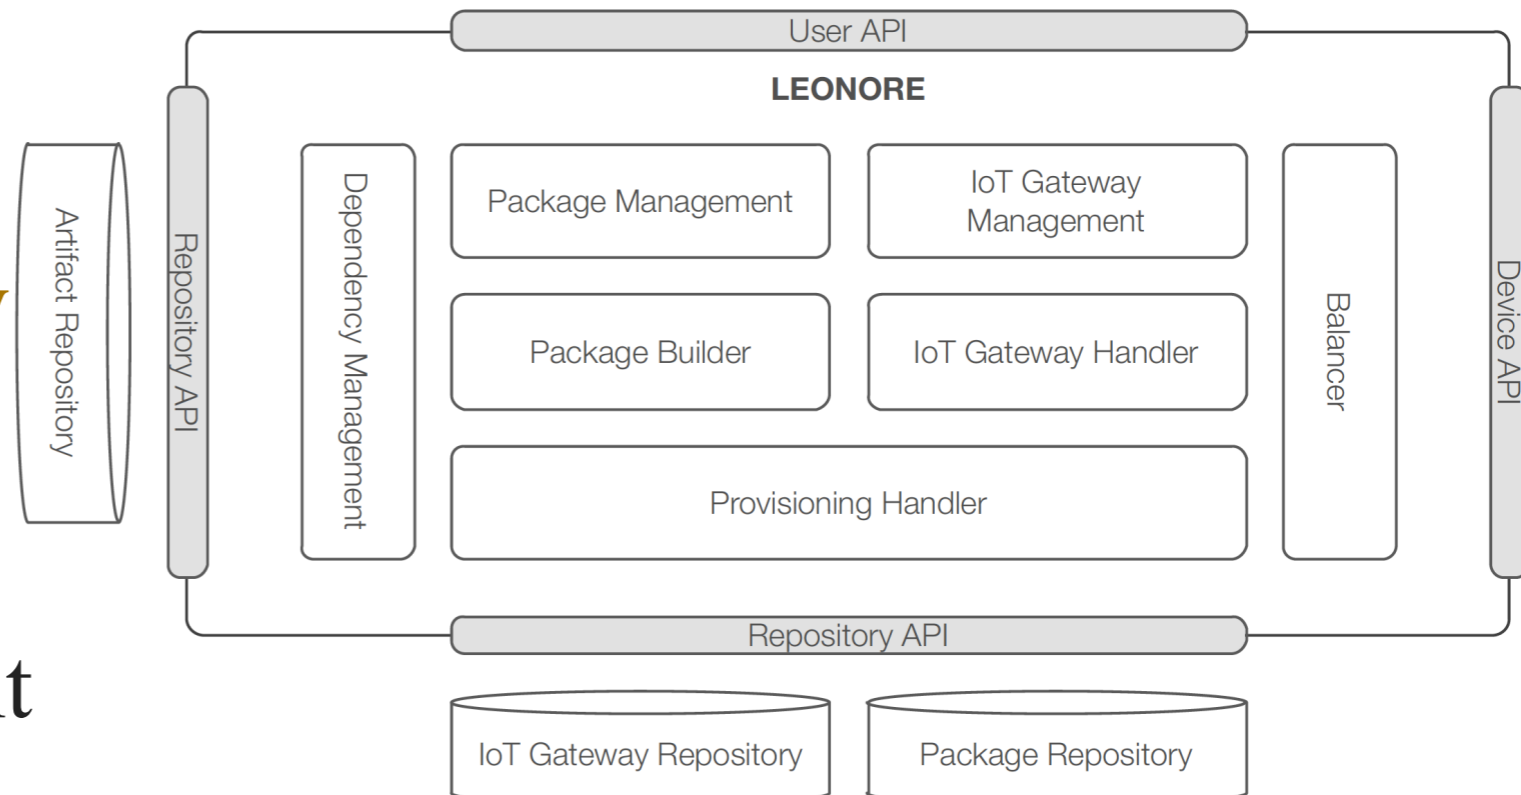 User API
LEONORE
Artifact Repository
Repository API
Dependency Management
Package Management
IoT Gateway
Management
Package Builder
IoT Gateway Handler
Provisioning Handler
Balancer
Device API
Repository API
IoT Gateway Repository
Package Repository